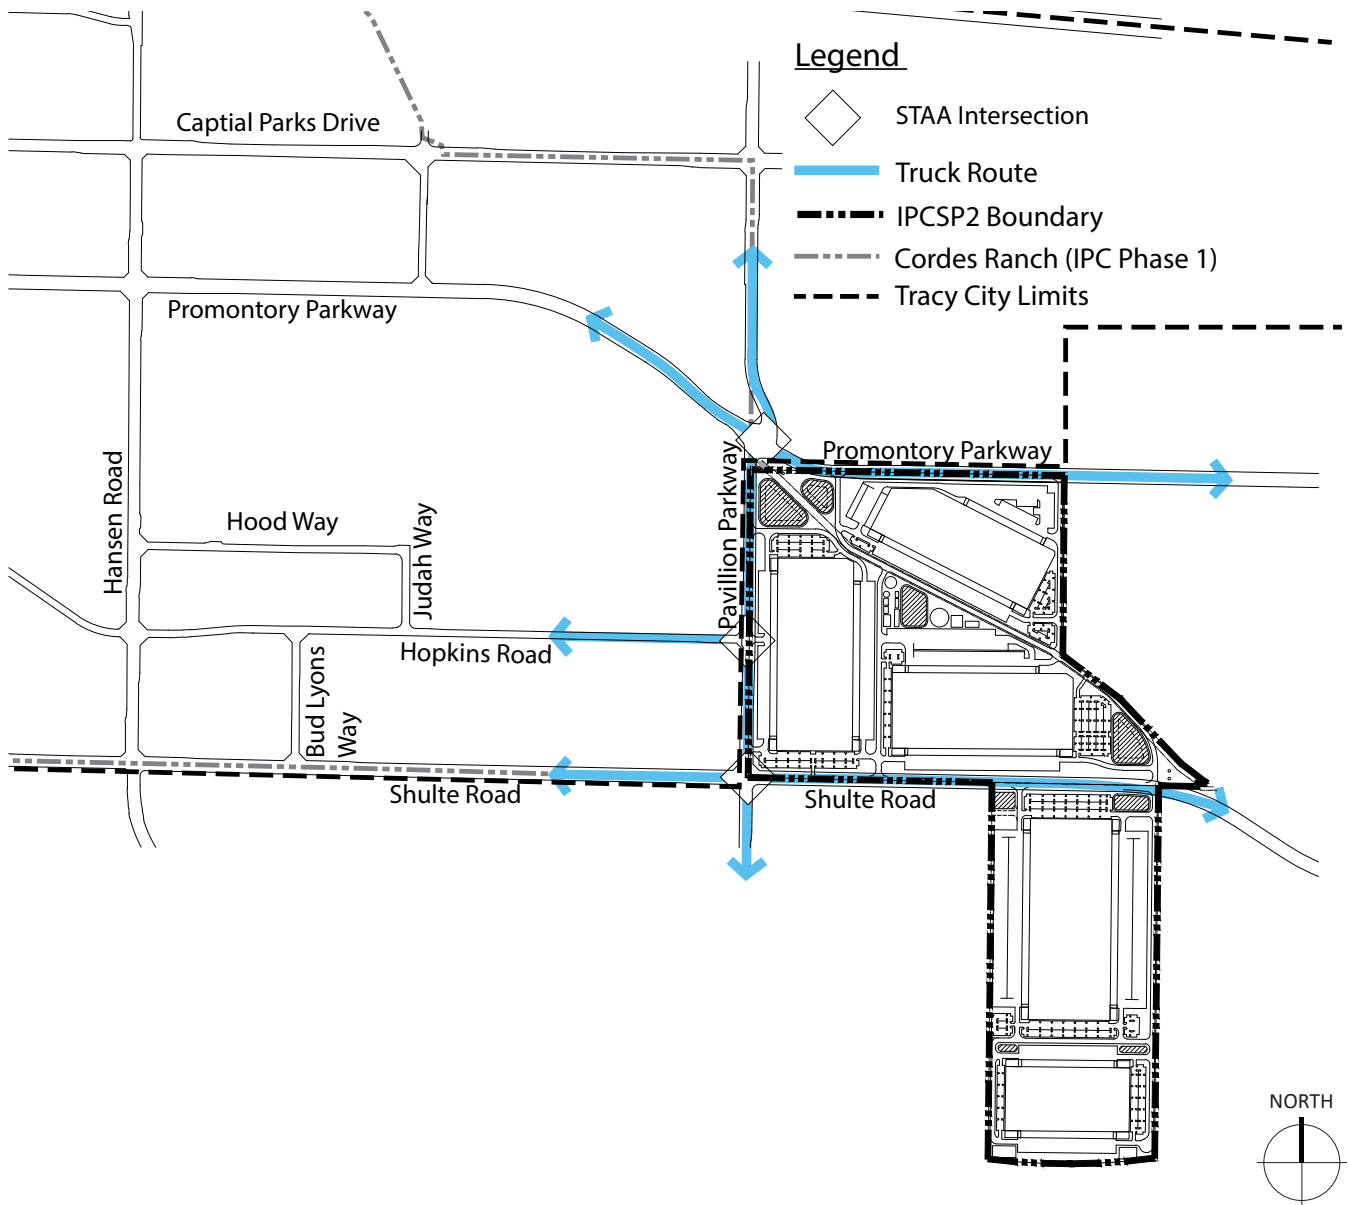 Legend
STAA Intersection
Truck Route
IPCSP2 Boundary
Cordes Ranch (IPC Phase 1)
Tracy City Limits
Captial Parks Drive
Promontory Parkway
Promontory Parkway
Hansen Road
Hood Way
Judah Way
Pavillion Parkway
Hopkins Road
Bud Lyons
Way
Shulte Road
Shulte Road
NORTH